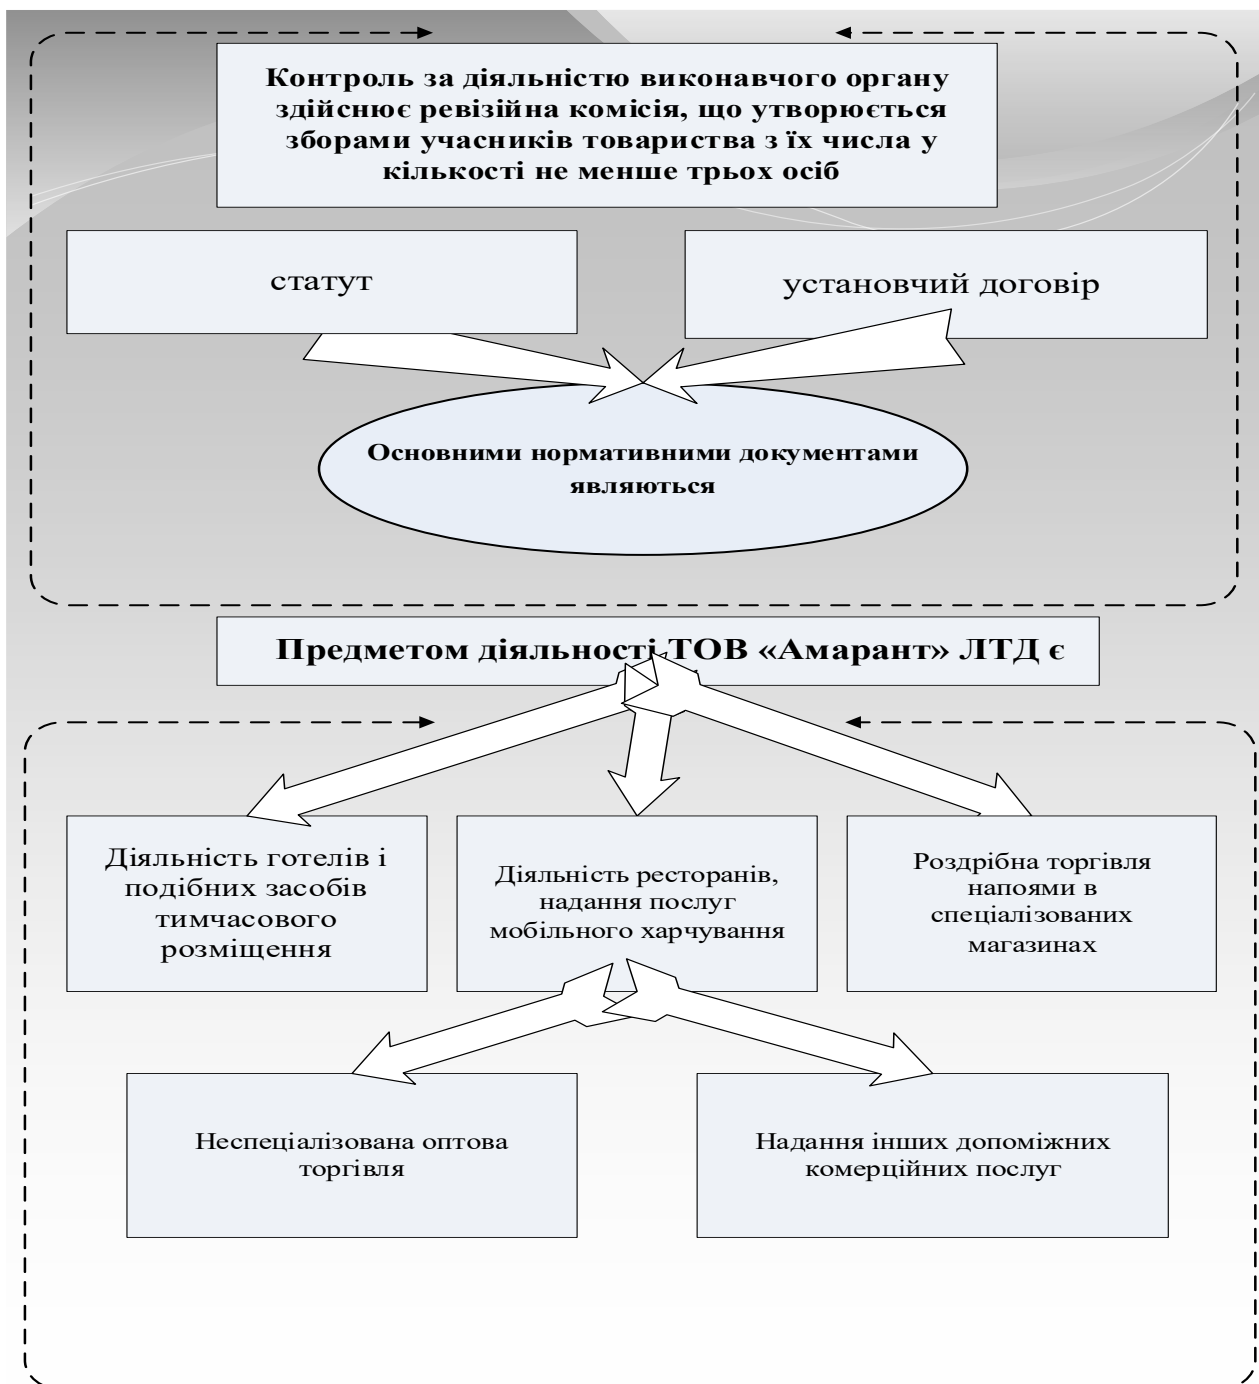 Контроль за діяльністю виконавчого органу
здійснює ревізійна комісія, що утворюється
зборами учасників товариства з їх числа у
кількості не менше трьох осіб
статут
установчий договір
Основними нормативними документами
являються
Предметом діяльності ТОВ «Амарант» ЛТД є
Діяльність готелів і
подібних засобів
тимчасового
розміщення
Діяльність ресторанів,
надання послуг
мобільного харчування
Роздрібна торгівля
напоями в
спеціалізованих
магазинах
Неспеціалізована оптова
торгівля
Надання інших допоміжних
комерційних послуг